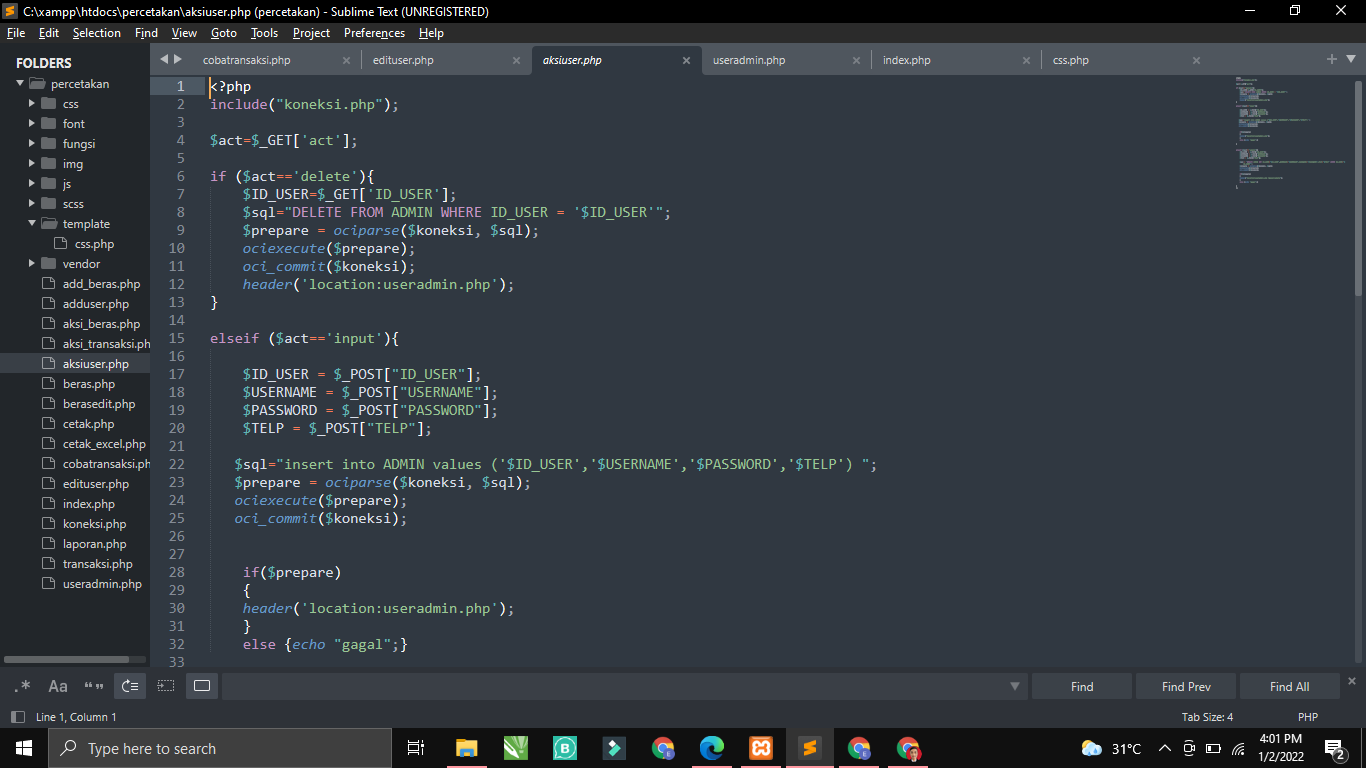 C:\xampp\htdocs\percetakan\aksiuser.php (percetakan) - Sublime Text (UNREGISTERED)
File Edit Selection Find View Goto Tools Project Preferences Help
FOLDERS
percetakan
css
font
fungsi
img
js
scss
template
css.php
vendor
add_beras.php
adduser.php
aksi_beras.php
aksi_transaksi.ph
aksiuser.php
beras.php
berasedit.php
cetak.php
cetak_excel.php
cobatransaksi.ph
edituser.php
index.php
koneksi.php
laporan.php
transaksi.php
useradmin.php
cobatransaksi.php edituser.php aksiuser.php useradmin.php index.php css.php
1 <?php
2 include("koneksi.php");
3
4 $act=$_GET['act'];
5
6 if ($act=='delete'){
7 $ID_USER=$_GET['ID_USER'];
8 $sql="DELETE FROM ADMIN WHERE ID_USER = '$ID_USER'";
9 $prepare = ociparse($koneksi, $sql);
10 ociexecute($prepare);
11 oci_commit($koneksi);
12 header('location:useradmin.php');
13 }
14
15 elseif ($act=='input'){
16
17 $ID_USER = $_POST["ID_USER"];
18 $USERNAME = $_POST["USERNAME"];
19 $PASSWORD = $_POST["PASSWORD"];
20 $TELP = $_POST["TELP"];
21
22 $sql="insert into ADMIN values ('$ID_USER','$USERNAME','$PASSWORD','$TELP') ";
23 $prepare = ociparse($koneksi, $sql);
24 ociexecute($prepare);
25 oci_commit($koneksi);
26
27
28 if($prepare)
29 {
30 header('location:useradmin.php');
31 }
32 else {echo "gagal";}
33
.* Aa “” Find Find Prev Find All
Line 1, Column 1 Tab Size: 4 PHP
Type here to search
31°C
4:01 PM
1/2/2022
2